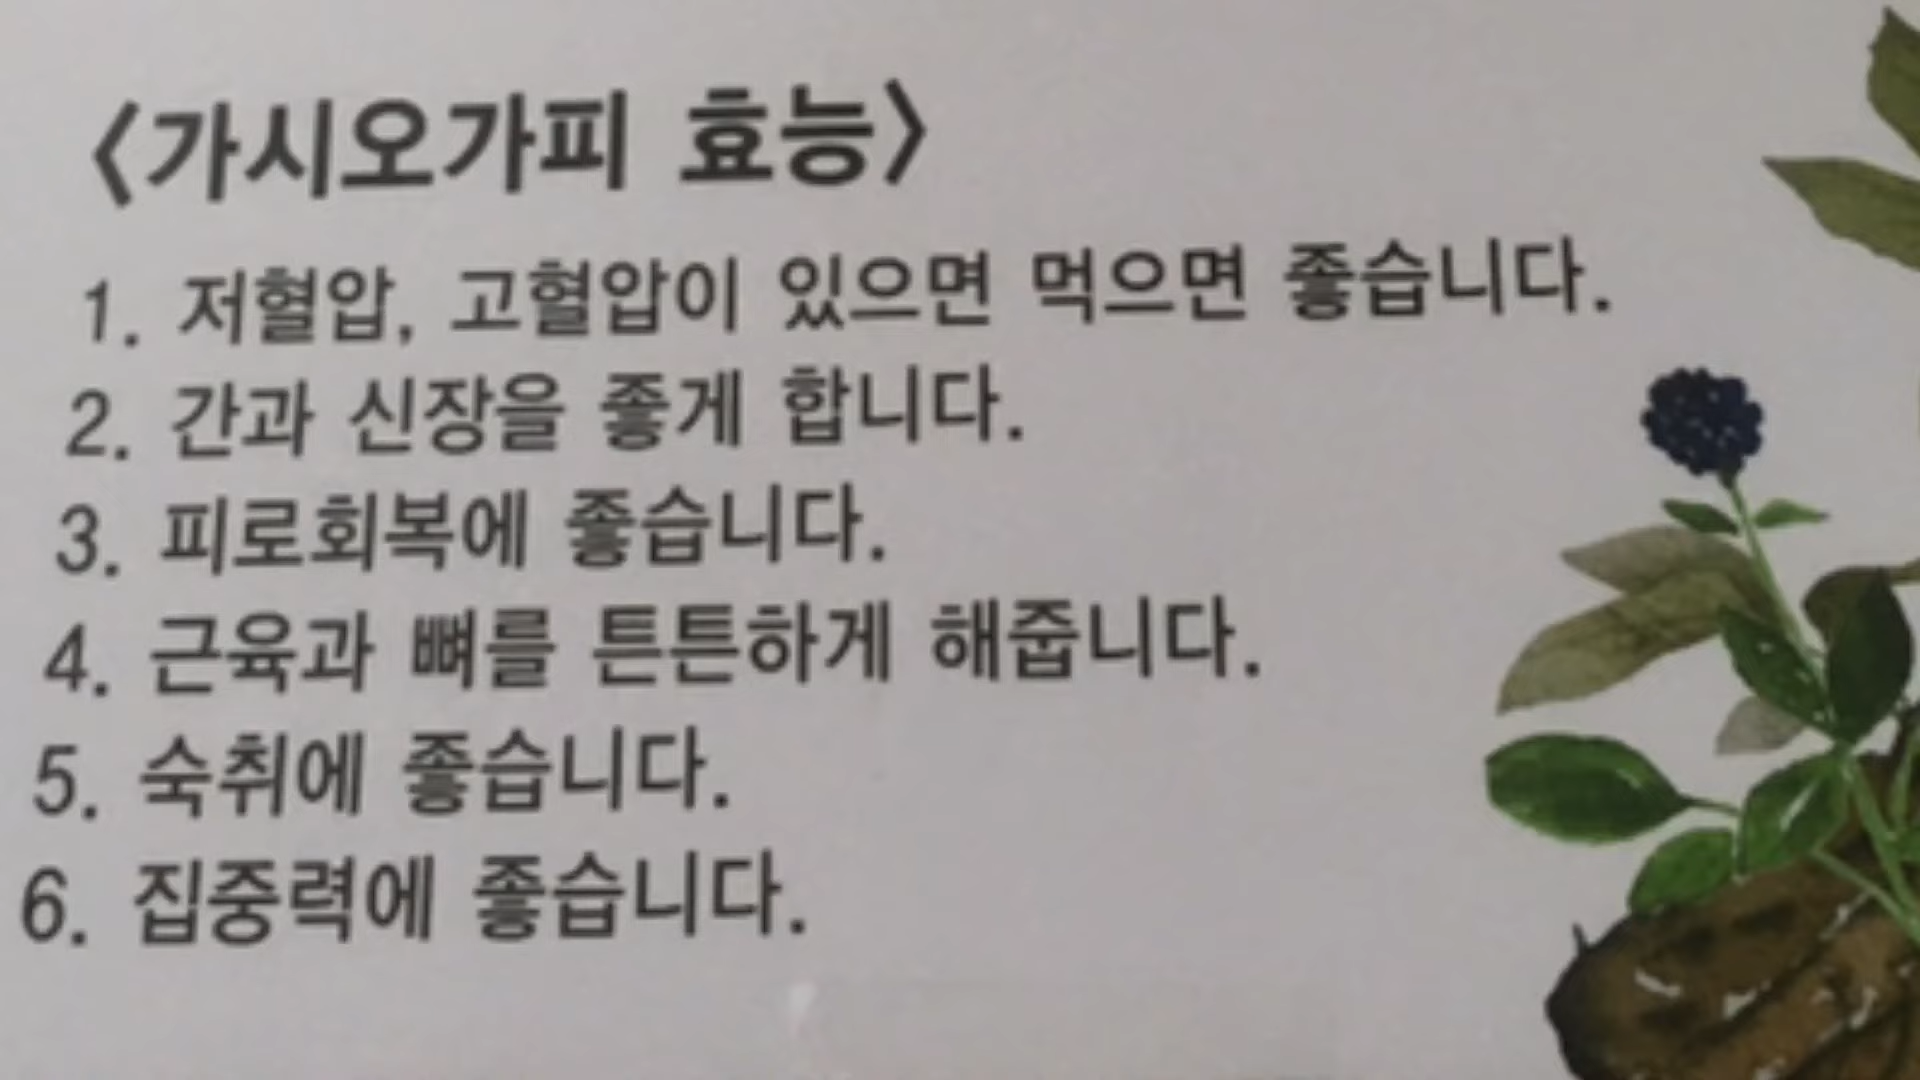 〈가시오가피 효능〉
1. 저혈압, 고혈압이 있으면 먹으면 좋습니다.
2. 간과 신장을 좋게 합니다.
3. 피로회복에 좋습니다.
4. 근육과 뼈를 튼튼하게 해줍니다.
5. 숙취에 좋습니다.
6. 집중력에 좋습니다.